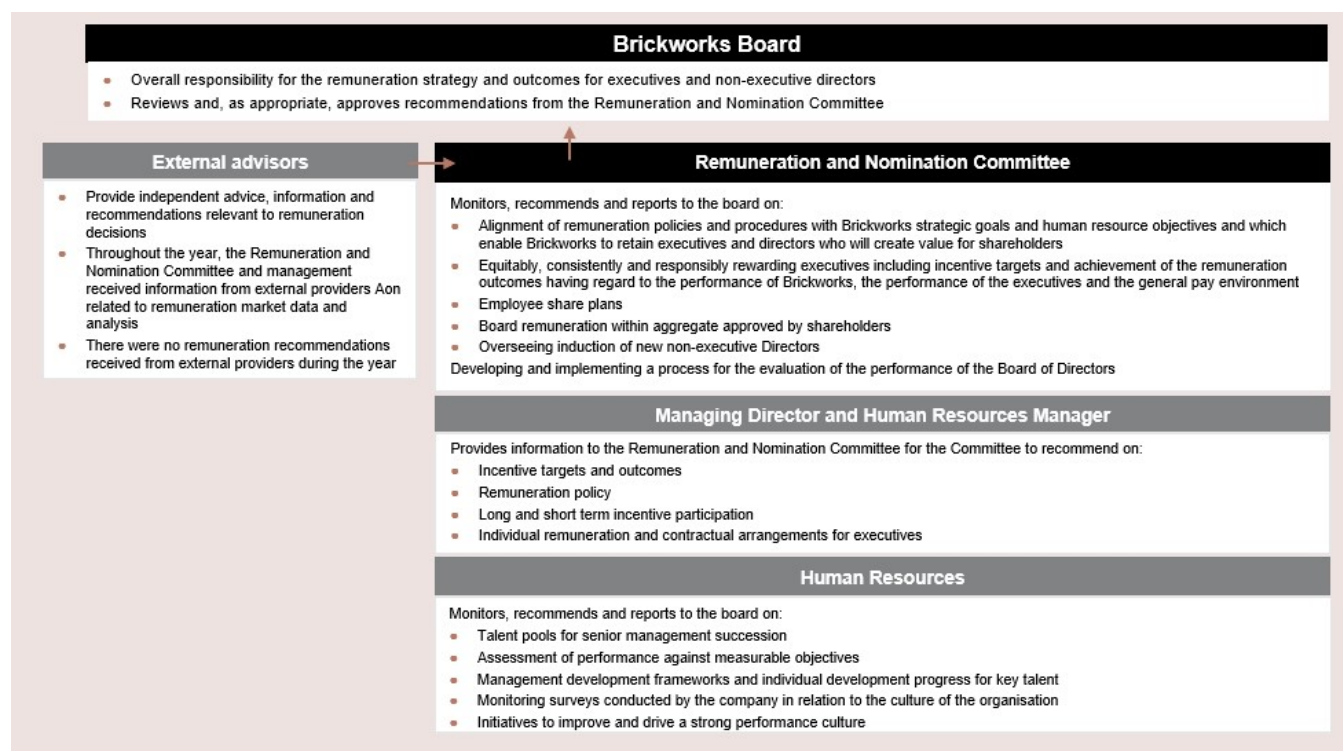 Brickworks Board
Overall responsibility for the remuneration strategy and outcomes for executives and non-executive directors
Reviews and, as appropriate, approves recommendations from the Remuneration and Nomination Committee
External advisors
Provide independent advice, information and
recommendations relevant to remuneration
decisions
Throughout the year, the Remuneration and
Nomination Committee and management
received information from external providers Aon
related to remuneration market data and
analysis
There were no remuneration recommendations
received from external providers during the year
Remuneration and Nomination Committee
Monitors, recommends and reports to the board on:
Alignment of remuneration policies and procedures with Brickworks strategic goals and human resource objectives and which
enable Brickworks to retain executives and directors who will create value for shareholders
Equitably, consistently and responsibly rewarding executives including incentive targets and achievement of the remuneration
outcomes having regard to the performance of Brickworks, the performance of the executives and the general pay environment
Employee share plans
Board remuneration within aggregate approved by shareholders
Overseeing induction of new non-executive Directors
Developing and implementing a process for the evaluation of the performance of the Board of Directors
Managing Director and Human Resources Manager
Provides information to the Remuneration and Nomination Committee for the Committee to recommend on:
Incentive targets and outcomes
Remuneration policy
Long and short term incentive participation
Individual remuneration and contractual arrangements for executives
Human Resources
Monitors, recommends and reports to the board on:
Talent pools for senior management succession
Assessment of performance against measurable objectives
Management development frameworks and individual development progress for key talent
Monitoring surveys conducted by the company in relation to the culture of the organisation
Initiatives to improve and drive a strong performance culture